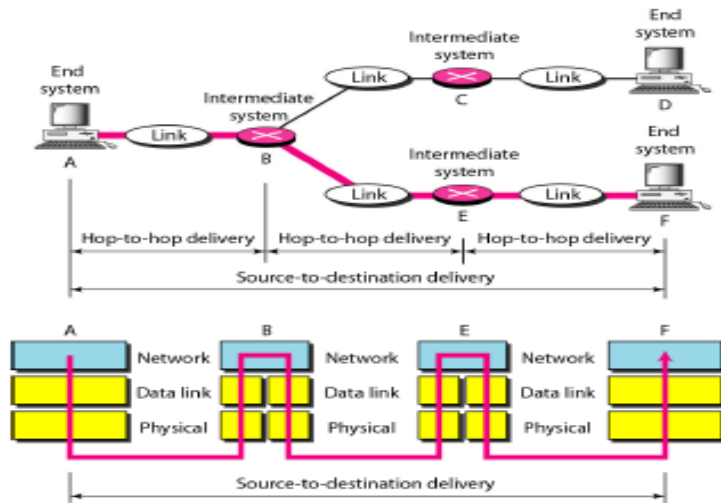 End
system
A
Link
Intermediate
system
B
Link
Intermediate
system
C
Link
End
system
D
Link
Intermediate
system
E
Link
End
system
F
Hop-to-hop delivery
Hop-to-hop delivery
Hop-to-hop delivery
Source-to-destination delivery
A
B
E
F
Network
Network
Network
Data link
Data link
Data link
Physical
Physical
Physical
Source-to-destination delivery